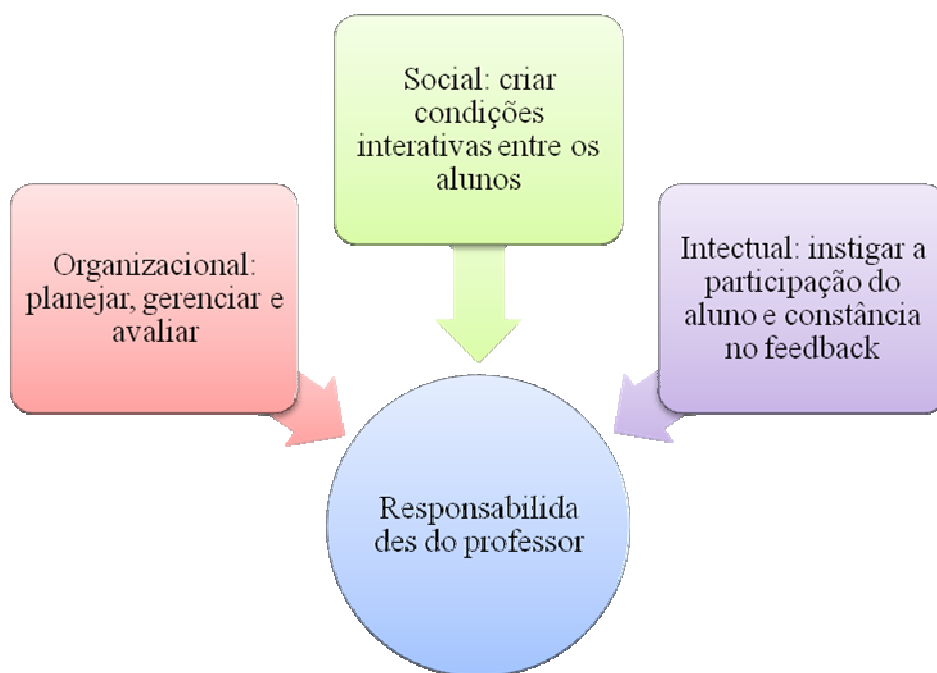 Social: criar
condições
interativas entre os
alunos
Organizacional:
planejar, gerenciar e
avaliar
Intectual: instigar a
participação do
aluno e constância
no feedback
Responsabilida
des do professor